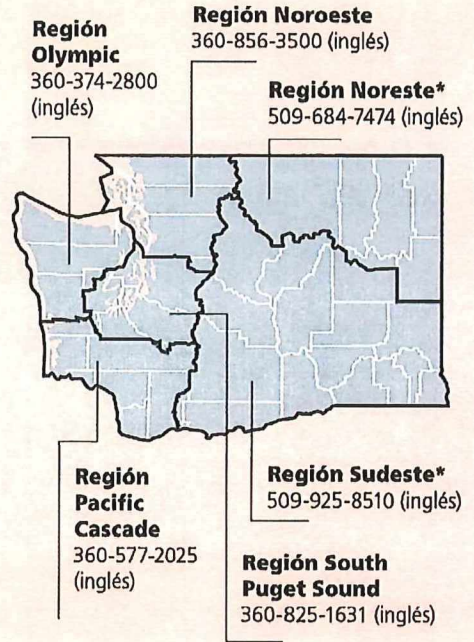 Región
Olympic
360-374-2800
(inglés)
Región Noroeste
360-856-3500 (inglés)
Región Noreste*
509-684-7474 (inglés)
Región
Pacific
Cascade
360-577-2025
(inglés)
Región Sudeste*
509-925-8510 (inglés)
Región South
Puget Sound
360-825-1631 (inglés)